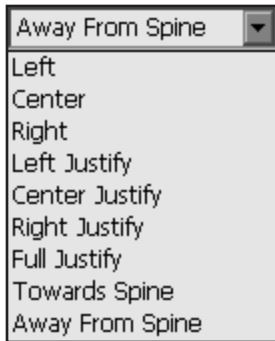 Away From Spine
Left
Center
Right
Left Justify
Center Justify
Right Justify
Full Justify
Towards Spine
Away From Spine